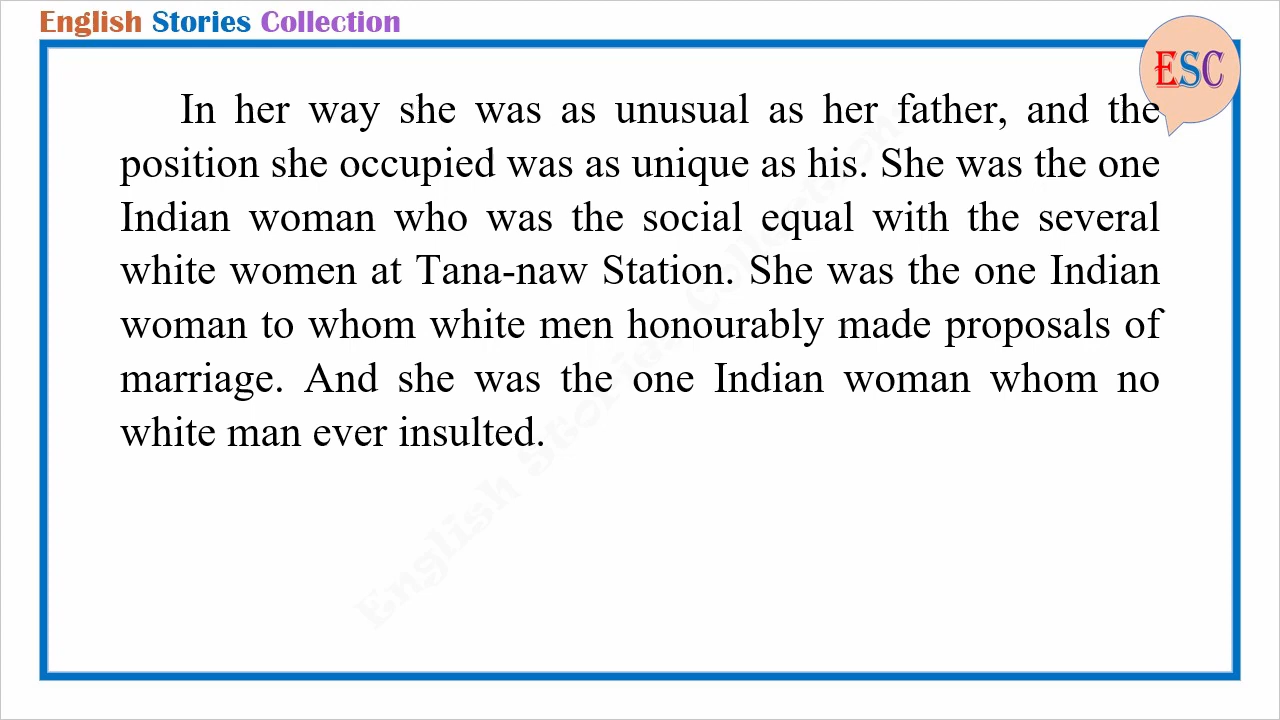 English Stories Collection
ESC
In her way she was as unusual as her father, and the
position she occupied was as unique as his. She was the one
Indian woman who was the social equal with the several
white women at Tana-naw Station. She was the one Indian
woman to whom white men honourably made proposals of
marriage. And she was the one Indian woman whom no
white man ever insulted.
English Stories Collection